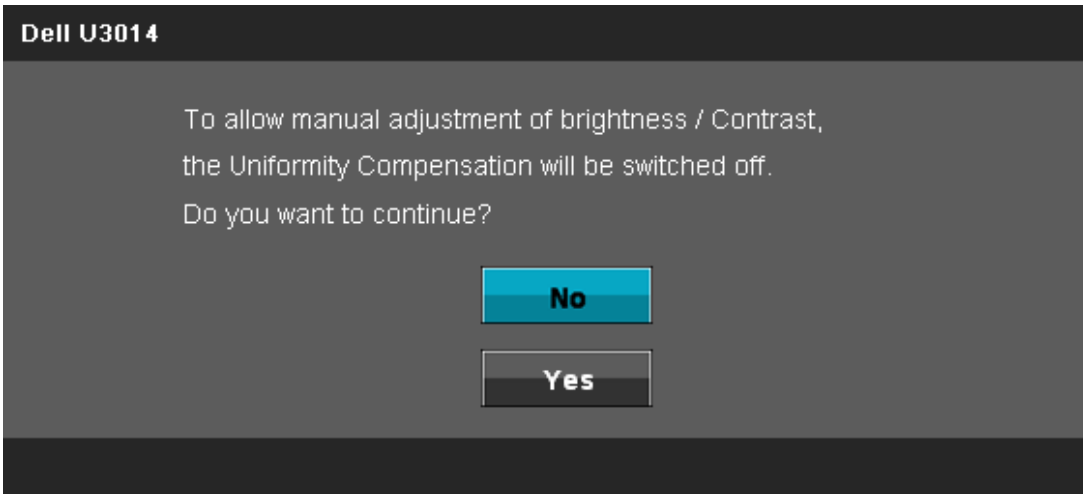 Dell U3014
To allow manual adjustment of brightness / Contrast,
the Uniformity Compensation will be switched off.
Do you want to continue?
No
Yes